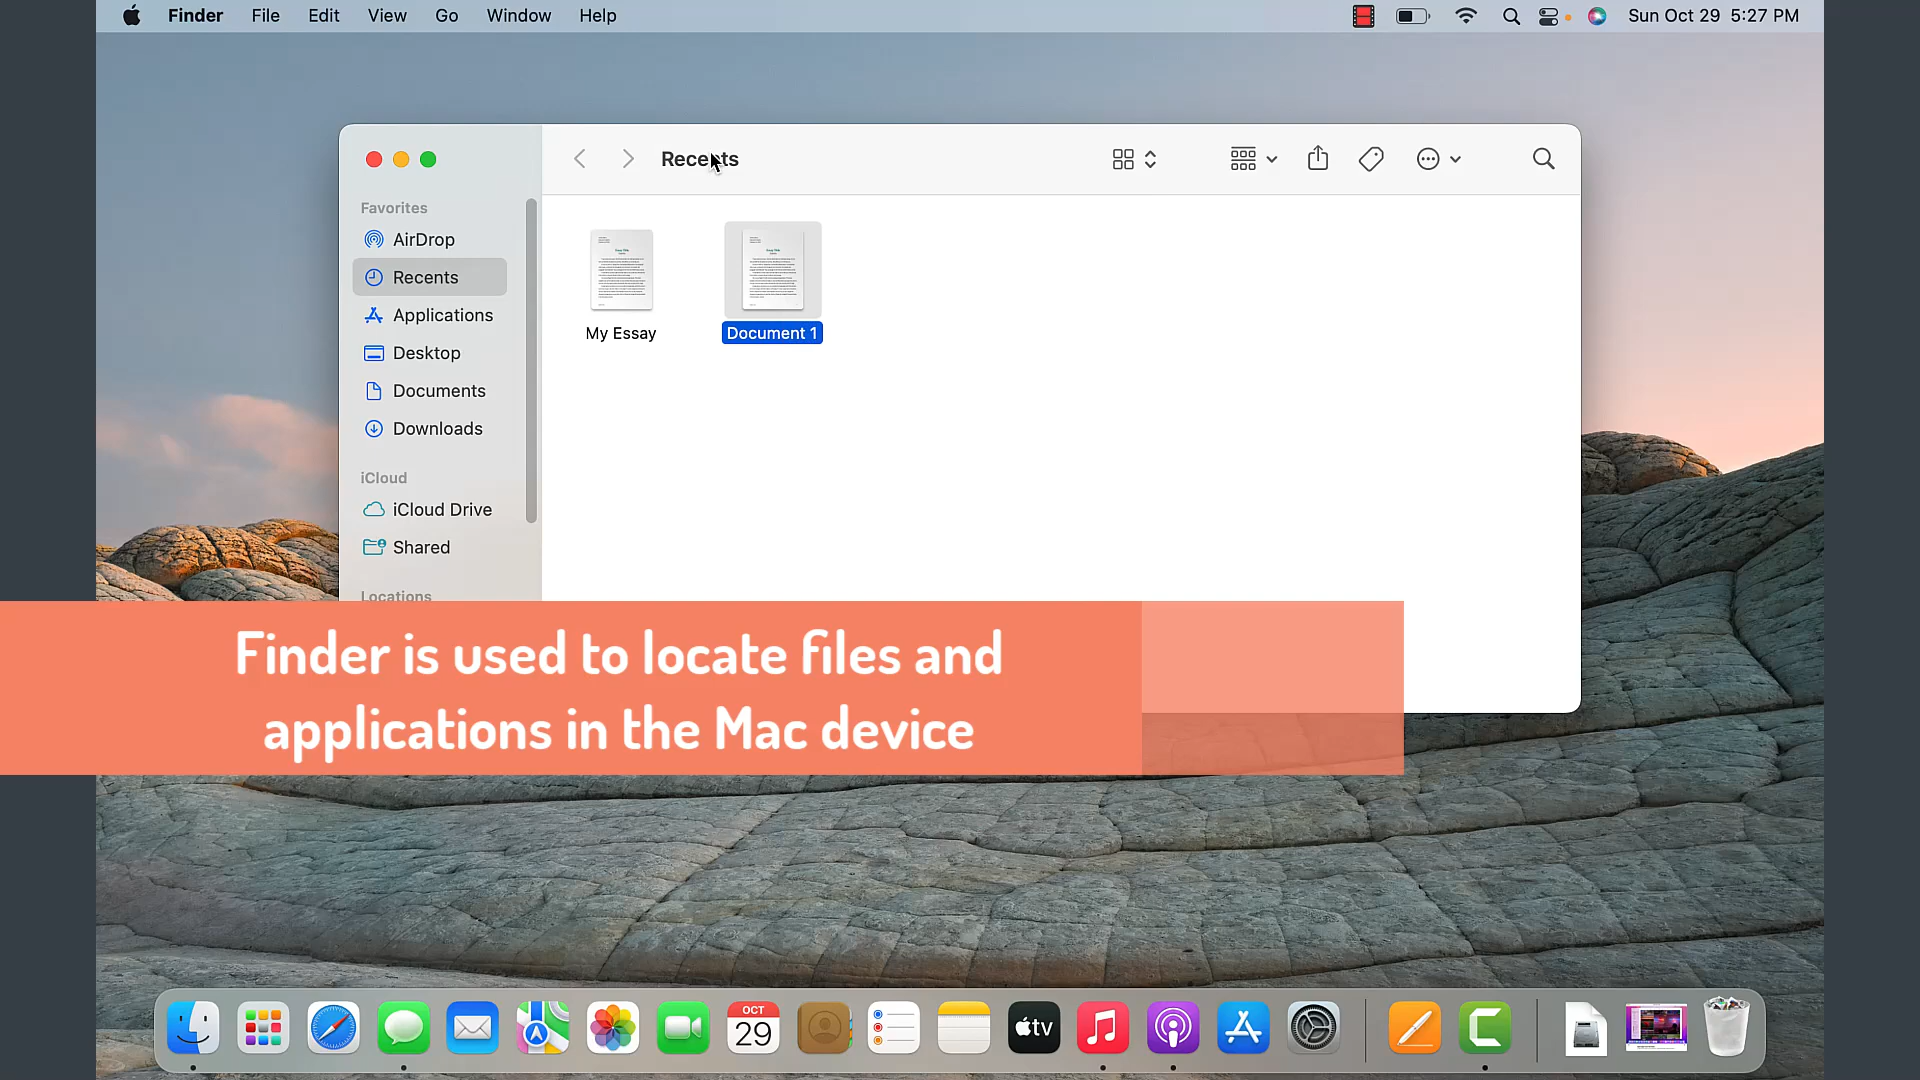 Finder File Edit View Go Window Help Sun Oct 29 5:27 PM
Recents
Favorites
AirDrop
Recents
Applications
Desktop
Documents
Downloads
iCloud
iCloud Drive
Shared
Locations
My Essay
Document 1
Finder is used to locate files and
applications in the Mac device
OCT
29
tv